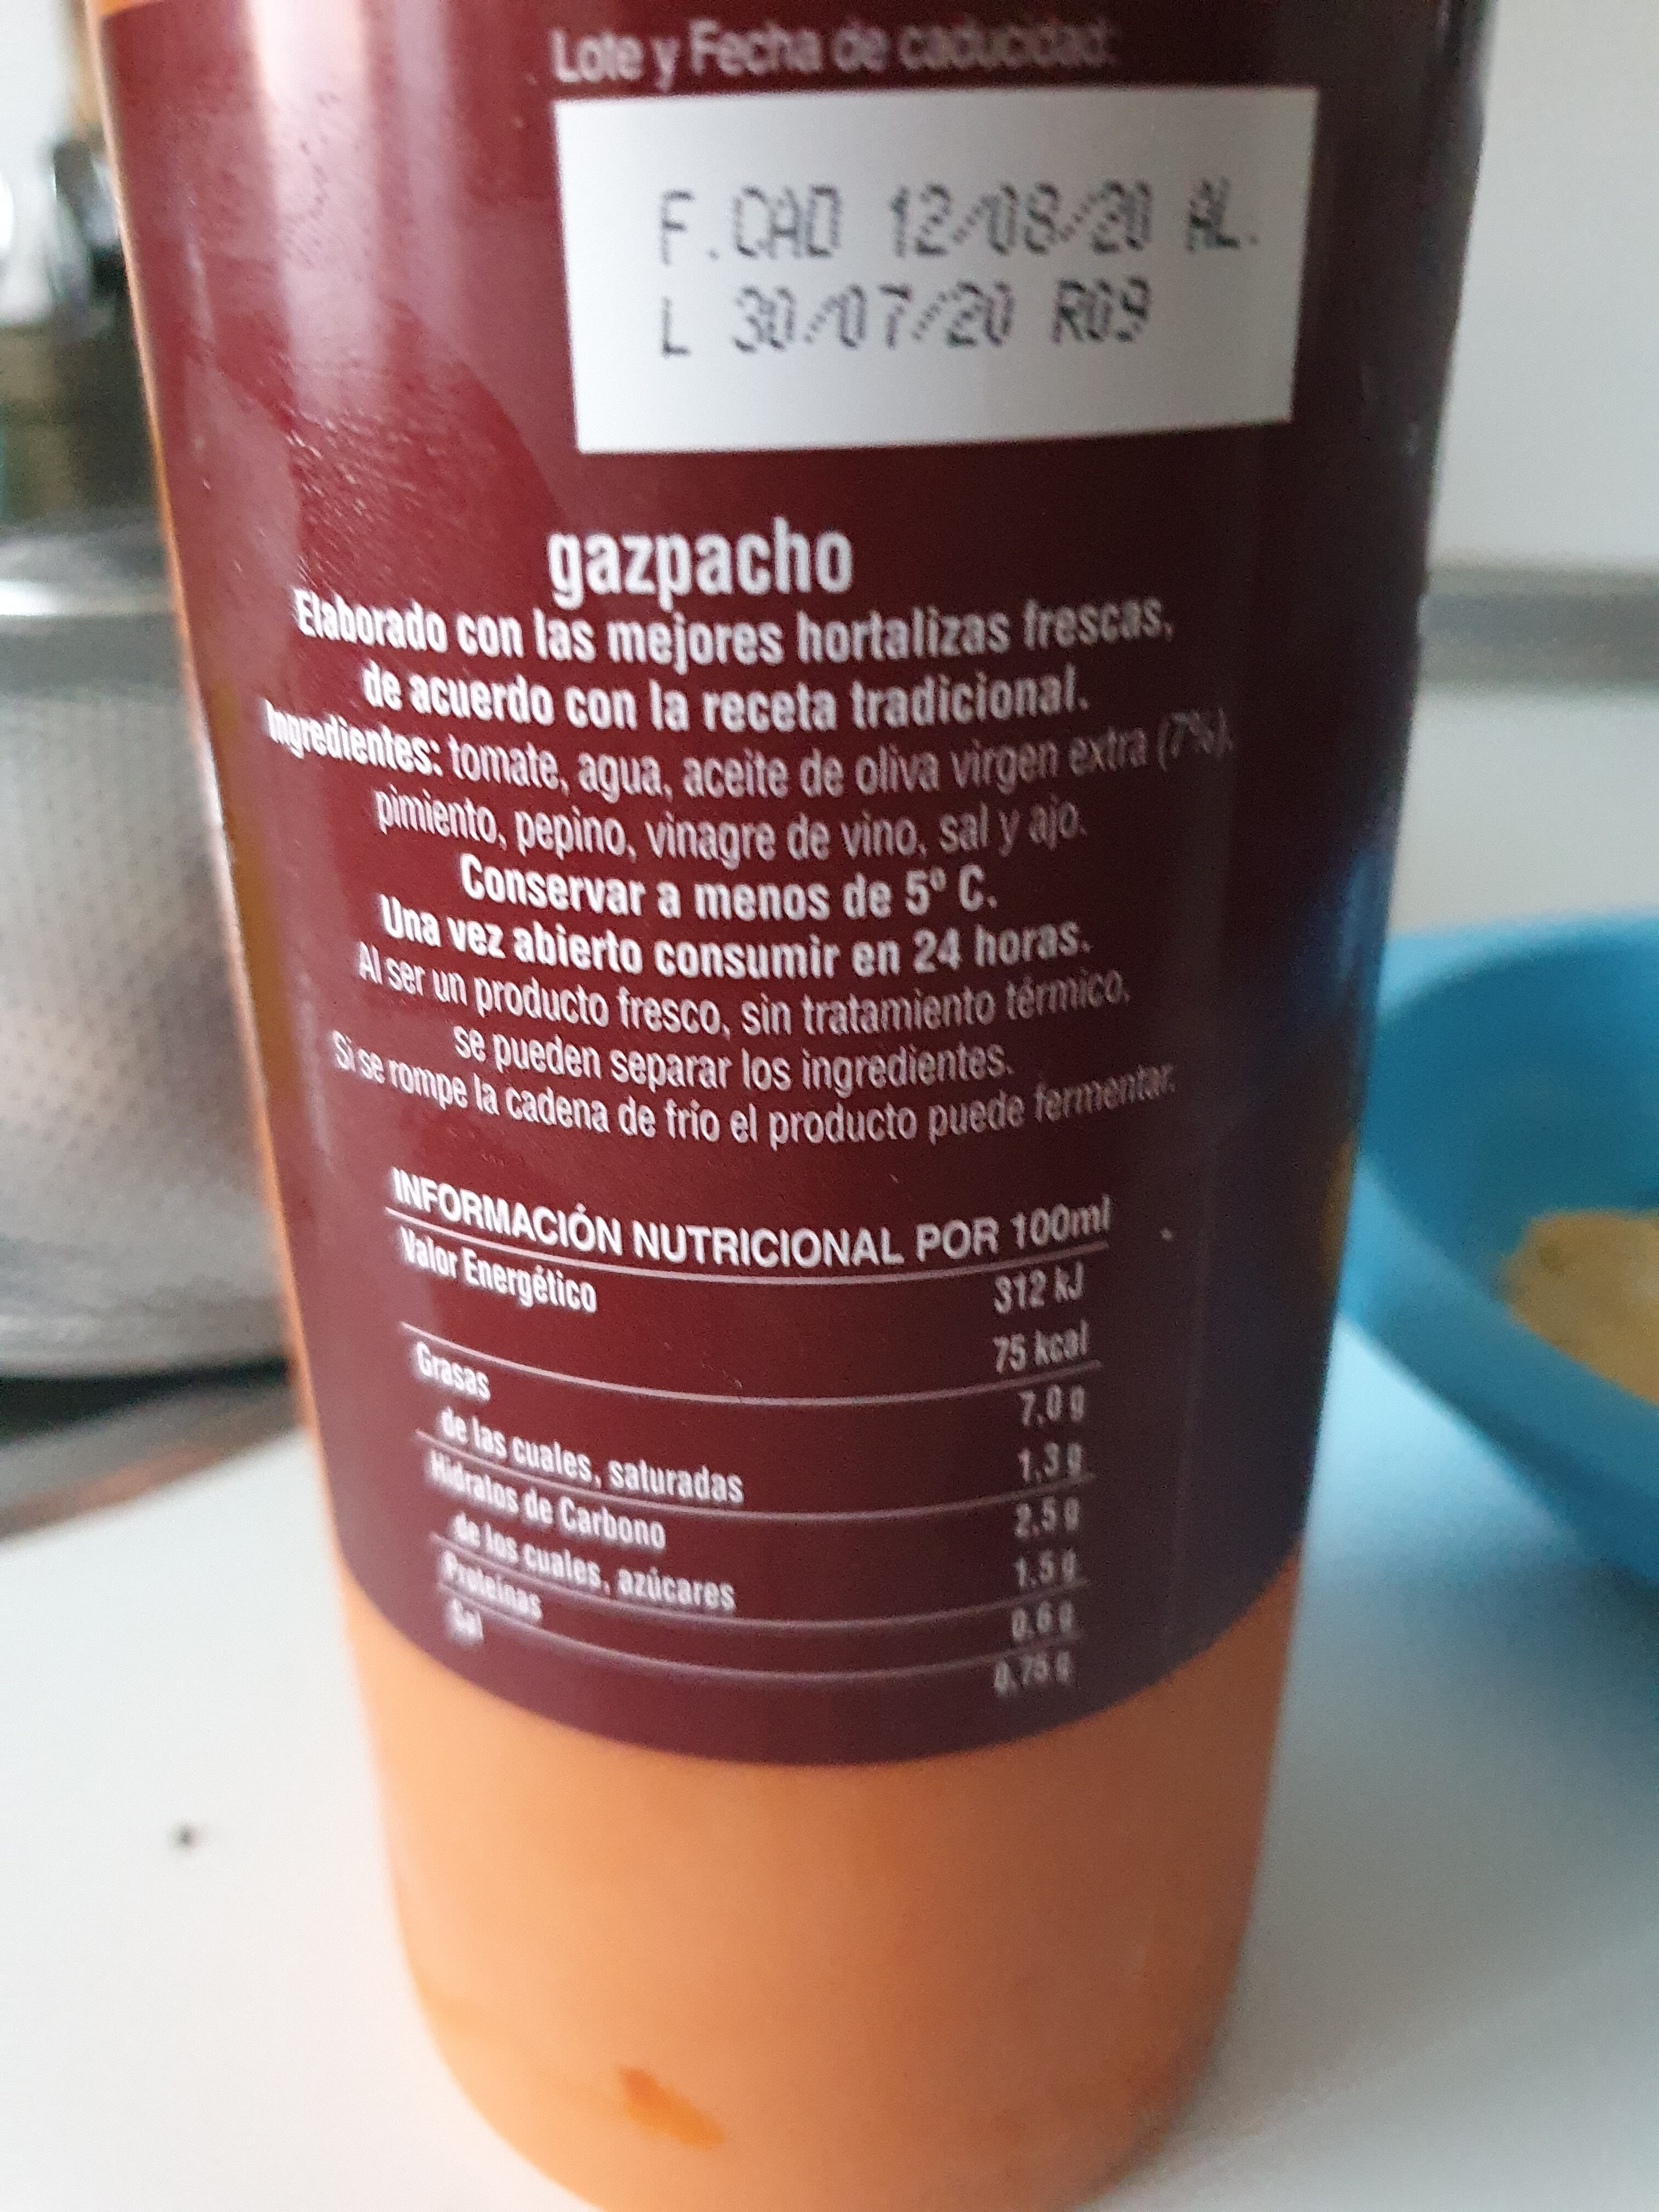 Lote y Fecha de caducidad:
F.CAD 12/08/20 AL.
L 30/07/20 R09
gazpacho
Elaborado con las mejores hortalizas frescas,
de acuerdo con la receta tradicional.
Ingredientes: tomate, agua, aceite de oliva virgen extra (7%),
pimiento, pepino, vinagre de vino, sal y ajo.
Conservar a menos de 5º C.
Una vez abierto consumir en 24 horas.
Al ser un producto fresco, sin tratamiento térmico,
se pueden separar los ingredientes.
Si se rompe la cadena de frío el producto puede fermentar.
INFORMACIÓN NUTRICIONAL POR 100ml
Valor Energético 312 kJ
75 kcal
Grasas 7,0 g
de las cuales, saturadas 1,3 g
Hidratos de Carbono 2,5 g
de los cuales, azúcares 1,5 g
Proteínas 0,6 g
Sal 0,75 g